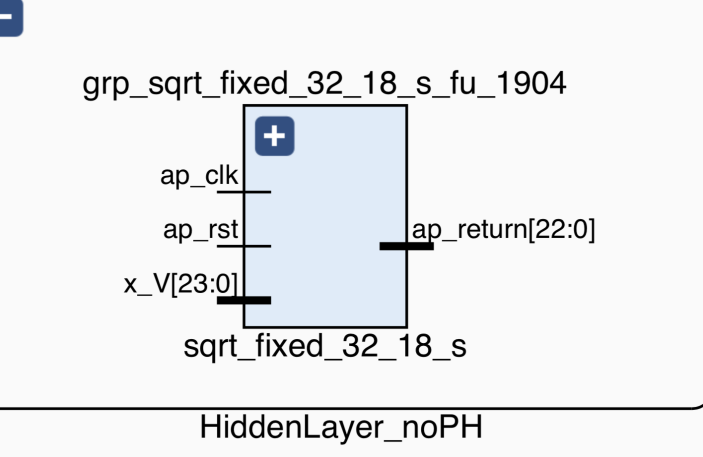 grp_sqrt_fixed_32_18_s_fu_1904
ap_clk
ap_rst
ap_return[22:0]
x_V[23:0]
sqrt_fixed_32_18_s
HiddenLayer_noPH